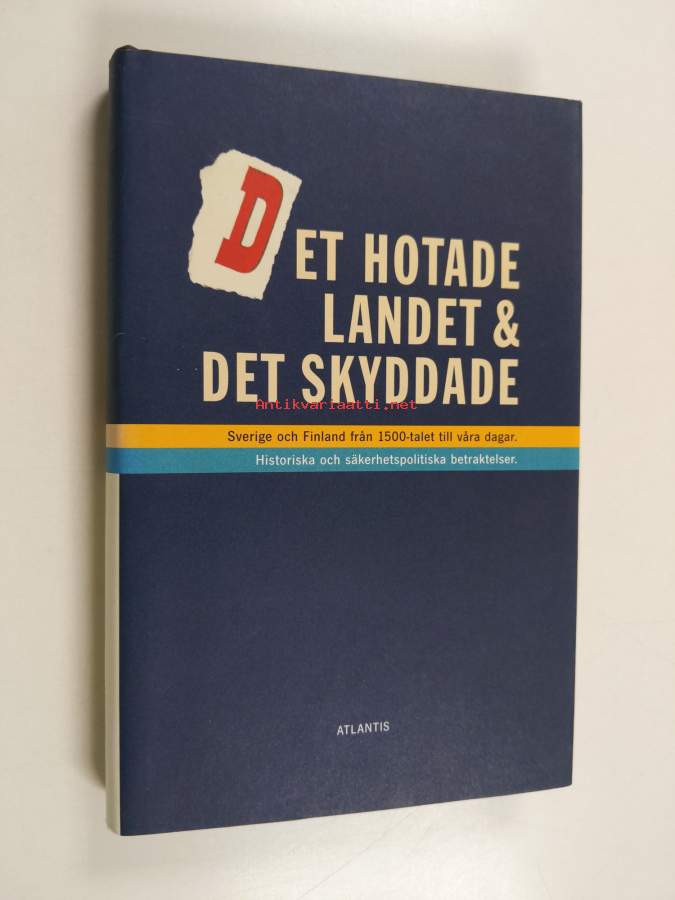 DET HOTADE
LANDET &
DET SKYDDADE
Antikvariaatti.net
Sverige och Finland från 1500-talet till våra dagar.
Historiska och säkerhetspolitiska betraktelser.
ATLANTIS